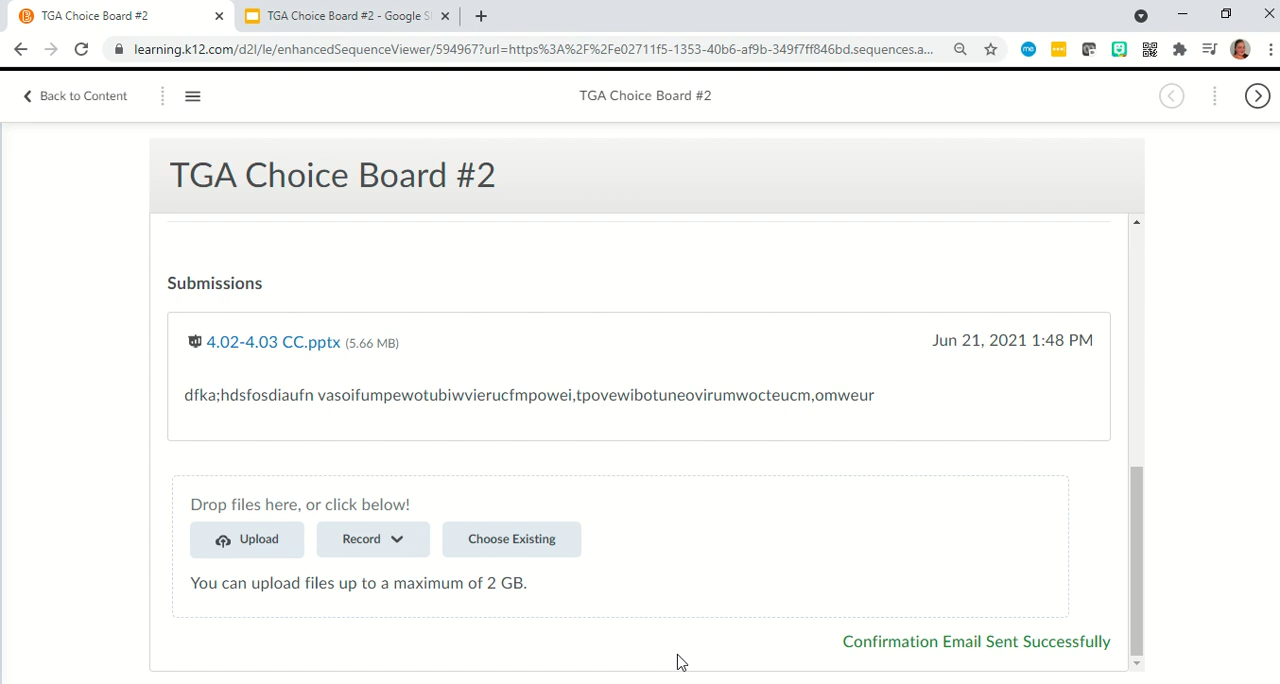 TGA Choice Board #2
TGA Choice Board #2 - Google S
learning.k12.com/d2l/le/enhancedSequenceViewer/594967?url=https%3A%2F%2Fe02711f5-1353-40b6-af9b-349f7ff846bd.sequences.a...
Back to Content
TGA Choice Board #2
TGA Choice Board #2
Submissions
4.02-4.03 CC.pptx (5.66 MB)
Jun 21, 2021 1:48 PM
dfka;hdsfosdiaufn vasoifumpewotubiwvierucfmpowei,tpovewibotuneovirumwocteucm,omweur
Drop files here, or click below!
Upload
Record
Choose Existing
You can upload files up to a maximum of 2 GB.
Confirmation Email Sent Successfully